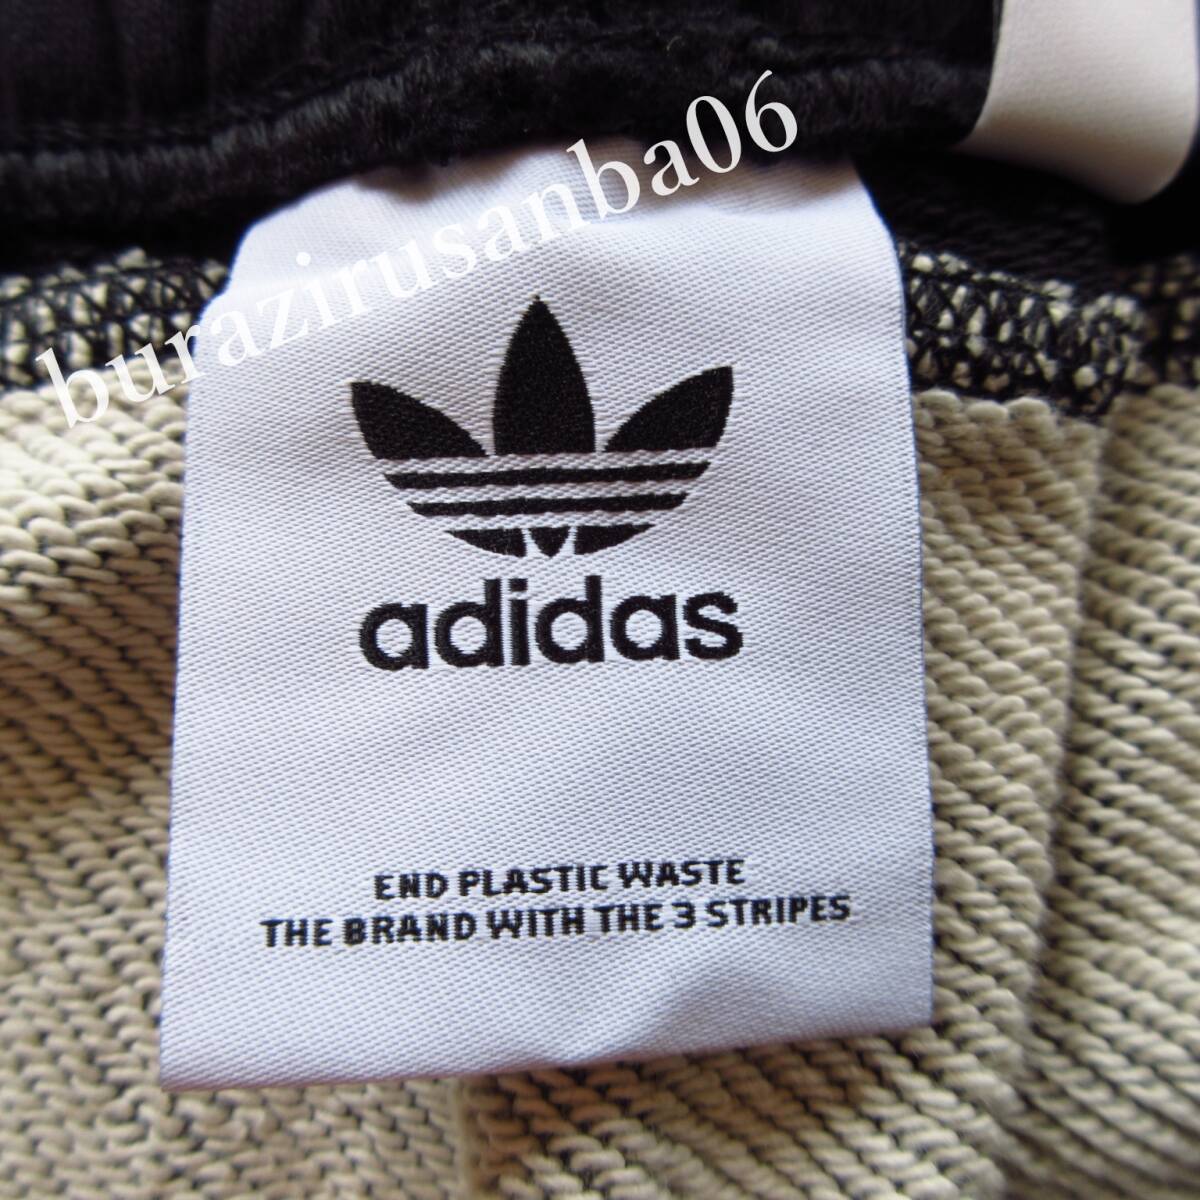 burazirusanba06
adidas
END PLASTIC WASTE
THE BRAND WITH THE 3 STRIPES